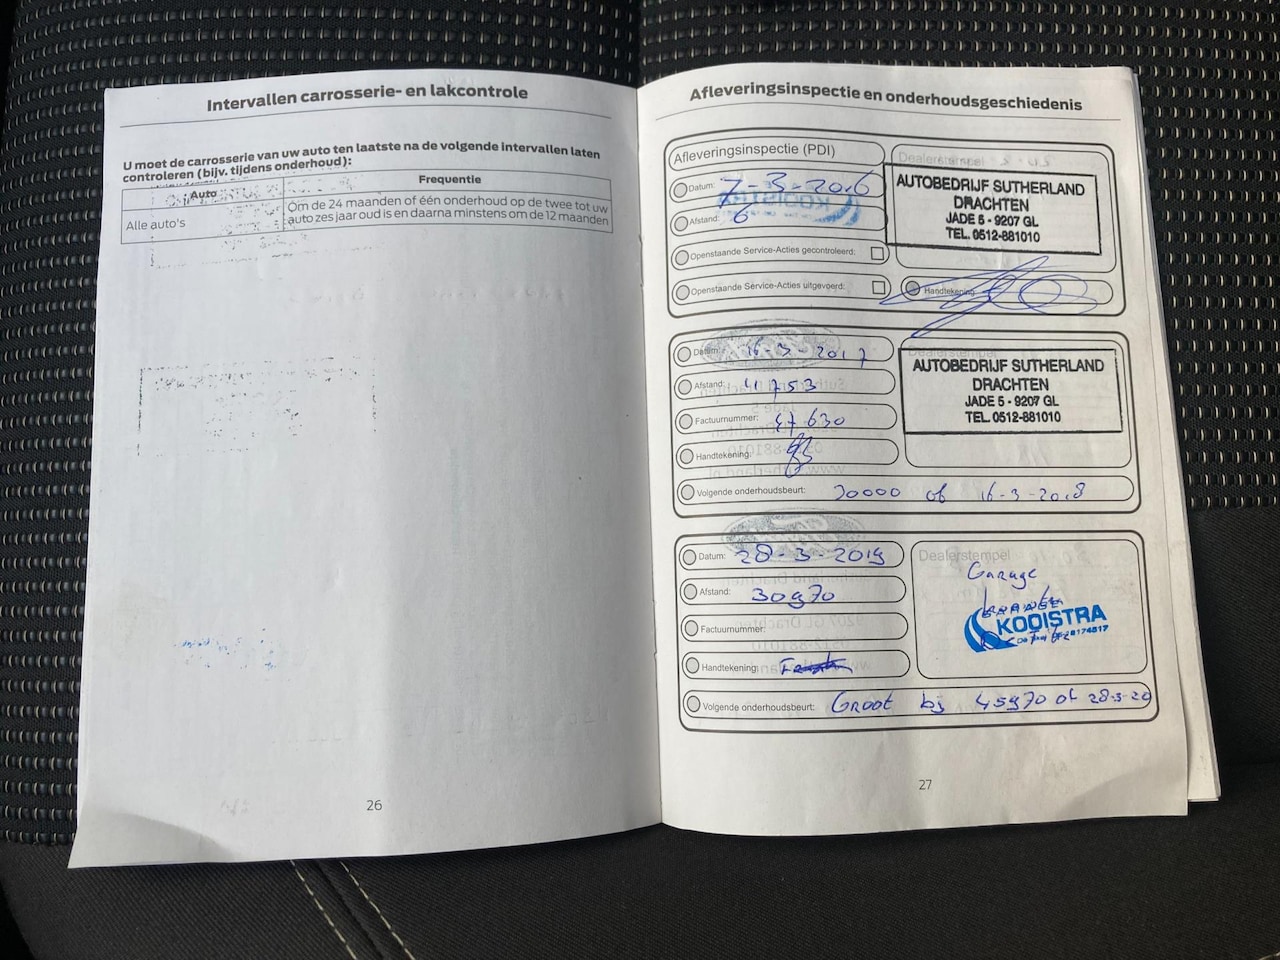 Intervallen carrosserie- en lakcontrole
U moet de carrosserie van uw auto ten laatste na de volgende intervallen laten
controleren (bijv. tijdens onderhoud):
Auto Frequentie
Alle auto's Om de 24 maanden of één onderhoud op de twee tot uw
auto zes jaar oud is en daarna minstens om de 12 maanden
26
Afleveringsinspectie en onderhoudsgeschiedenis
Afleveringsinspectie (PDI)
Datum: 7-3-2016
Afstand: 6
Openstaande Service-Acties gecontroleerd:
Openstaande Service-Acties uitgevoerd:
Dealerstempel
AUTOBEDRIJF SUTHERLAND
DRACHTEN
JADE 5 - 9207 GL
TEL. 0512-881010
Handtekening
Datum: 16-3-2017
Afstand: 11753
Factuurnummer: 47630
Handtekening:
Volgende onderhoudsbeurt: 30000 of 16-3-2018
Dealerstempel
AUTOBEDRIJF SUTHERLAND
DRACHTEN
JADE 5 - 9207 GL
TEL. 0512-881010
Datum: 28-3-2019
Afstand: 30970
Factuurnummer:
Handtekening:
Volgende onderhoudsbeurt: Groot bij 45970 of 28-3-20
Dealerstempel
Garage
KOOISTRA
27